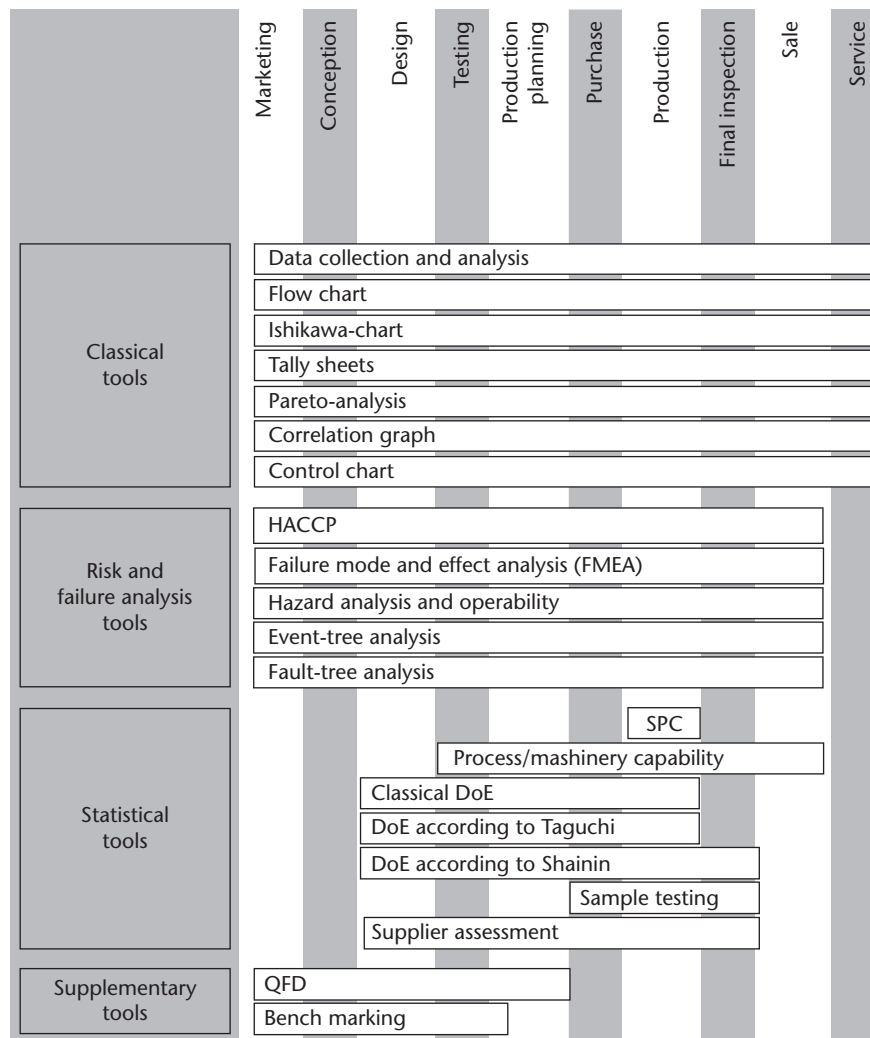 Marketing
Conception
Design
Testing
Production
planning
Purchase
Production
Final inspection
Sale
Service
Classical
tools
Data collection and analysis
Flow chart
Ishikawa-chart
Tally sheets
Pareto-analysis
Correlation graph
Control chart
Risk and
failure analysis
tools
HACCP
Failure mode and effect analysis (FMEA)
Hazard analysis and operability
Event-tree analysis
Fault-tree analysis
Statistical
tools
SPC
Process/mashinery capability
Classical DoE
DoE according to Taguchi
DoE according to Shainin
Sample testing
Supplier assessment
Supplementary
tools
QFD
Bench marking